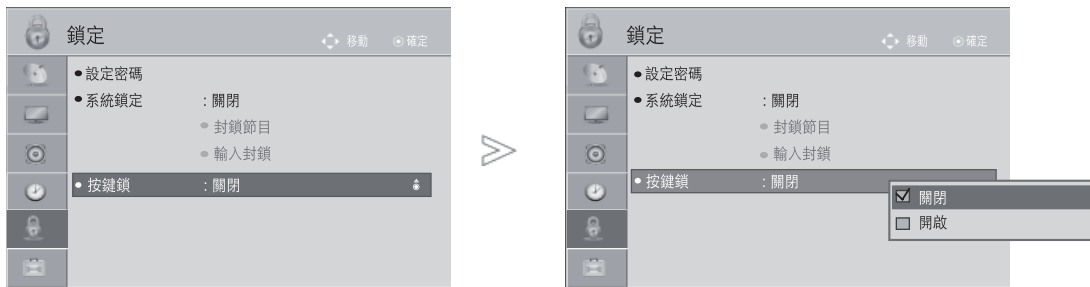 鎖定 移動 確定
●設定密碼
●系統鎖定 : 關閉
● 封鎖節目
● 輸入封鎖
● 按鍵鎖 : 關閉
鎖定 移動 確定
●設定密碼
●系統鎖定 : 關閉
● 封鎖節目
● 輸入封鎖
● 按鍵鎖 : 關閉
關閉
開啟